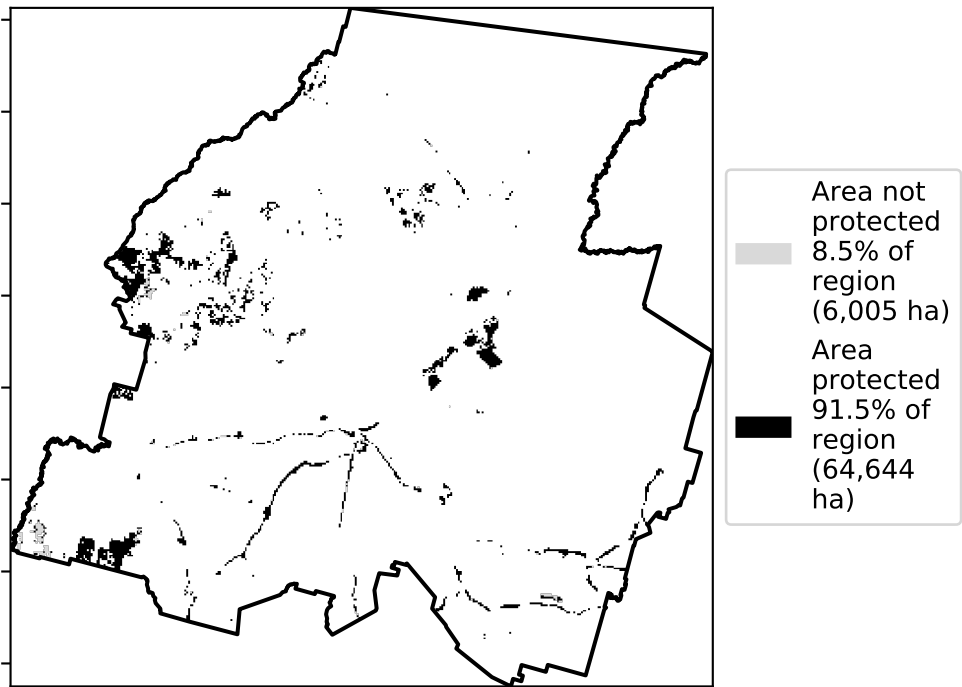 Area not
protected
8.5% of
region
(6,005 ha)
Area
protected
91.5% of
region
(64,644
ha)